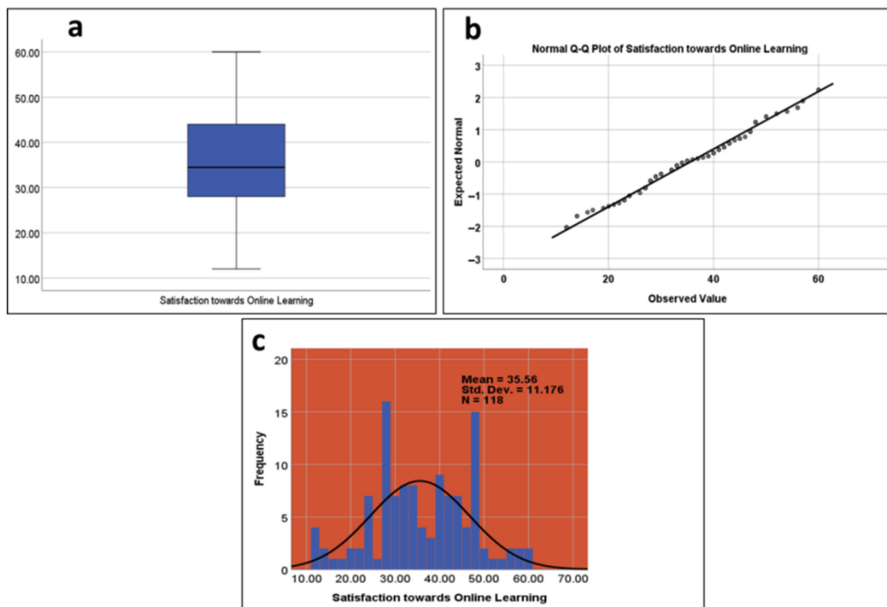 a
60.00
50.00
40.00
30.00
20.00
10.00
Satisfaction towards Online Learning
b
Normal Q-Q Plot of Satisfaction towards Online Learning
3
2
1
0
−1
−2
−3
Expected Normal
0 20 40 60
Observed Value
c
20
15
10
5
0
Frequency
Mean = 35.56
Std. Dev. = 11.176
N = 118
10.00 20.00 30.00 40.00 50.00 60.00 70.00
Satisfaction towards Online Learning